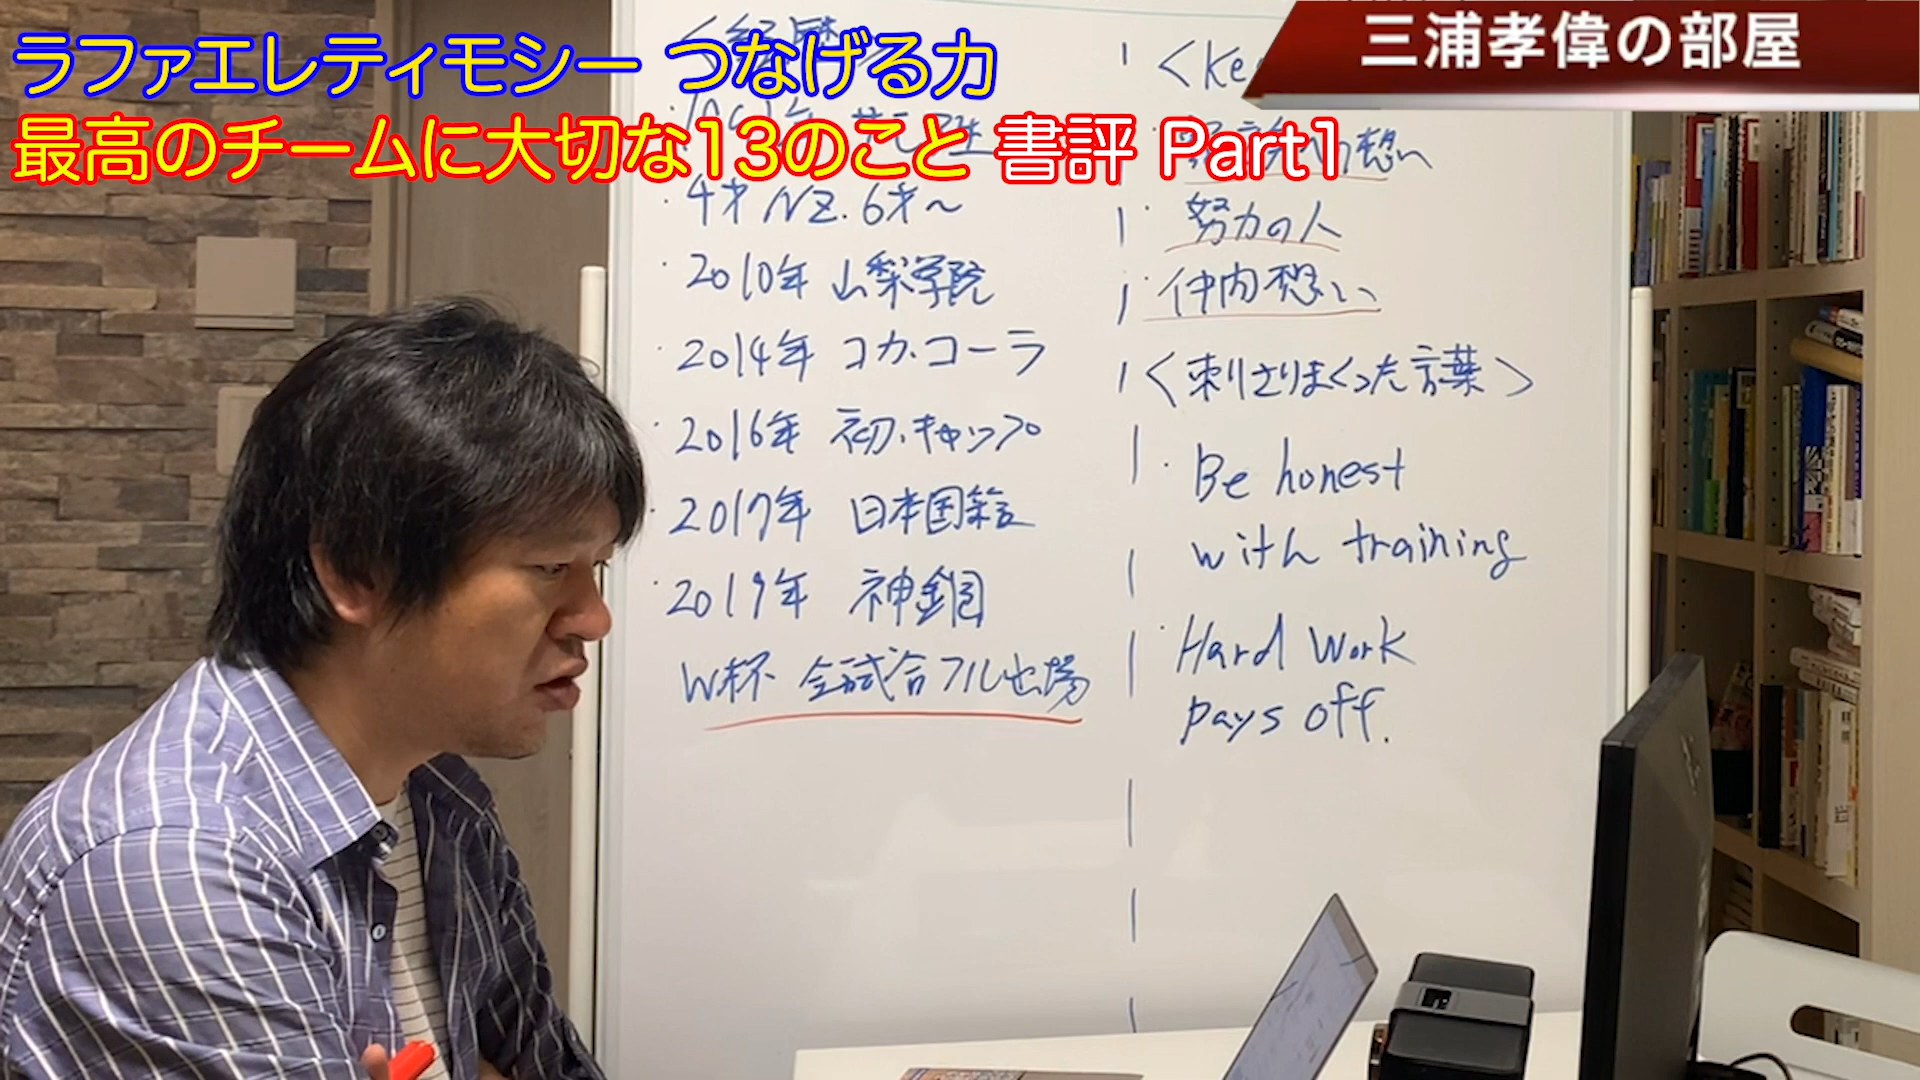 ラファエレティモシー つなげる力
最高のチームに大切な13のこと 書評 Part1
三浦孝偉の部屋
4才 NZ. 6才〜
・2010年 山梨学院
・2014年 コカ・コーラ
・2016年 初・キャップ
・2017年 日本国籍
・2019年 神鋼
W杯 全試合フル出場
・努力の人
・仲間想い
＜刺さりまくった言葉＞
・Be honest
with training
・Hard Work
pays off.